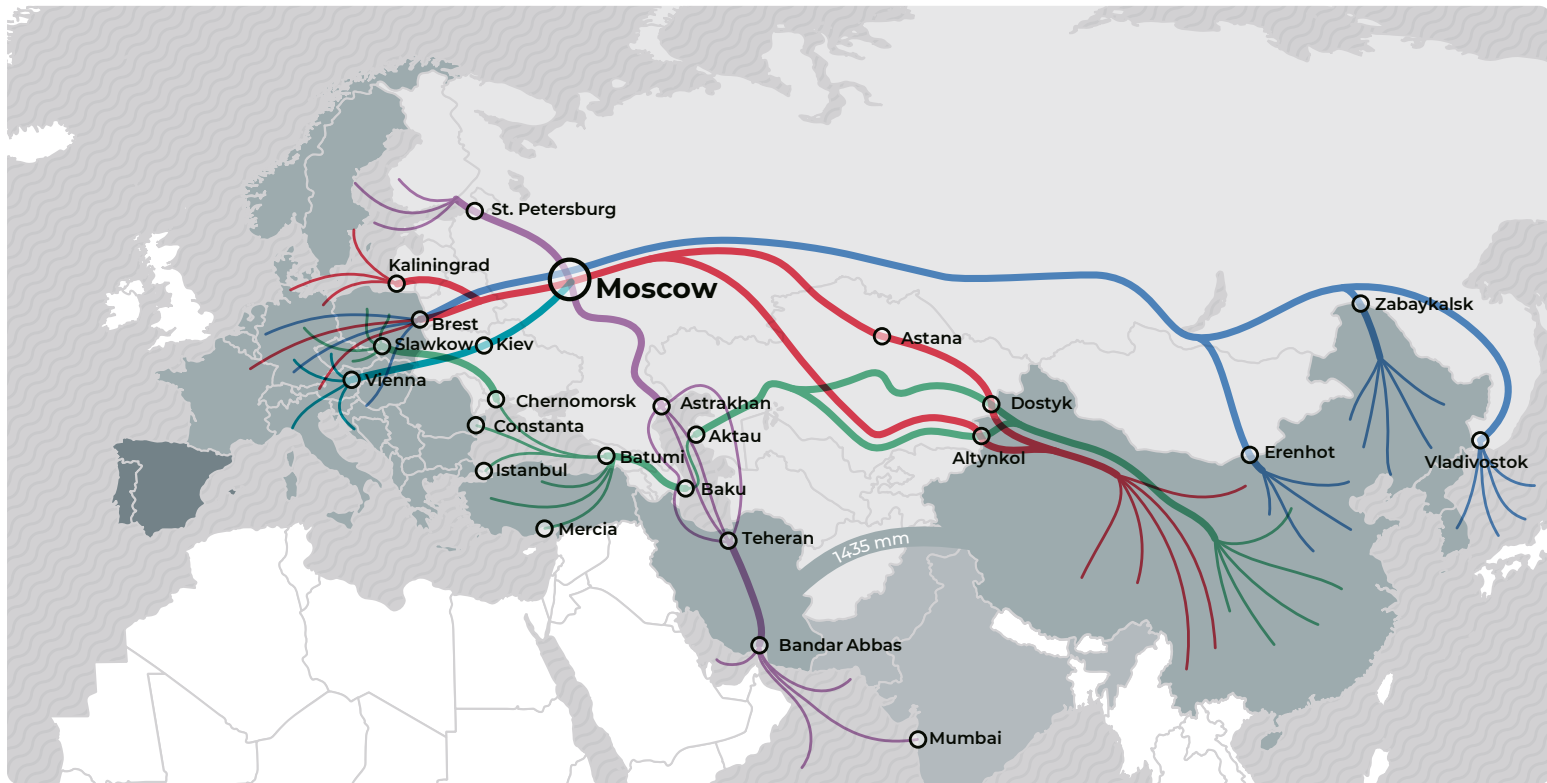 St. Petersburg
Kaliningrad
Moscow
Zabaykalsk
Brest
Astana
Slawkow
Kiev
Vienna
Chernomorsk
Astrakhan
Dostyk
Constanta
Aktau
Erenhot
Altynkol
Vladivostok
Istanbul
Batumi
Baku
Mercia
Teheran
1435 mm
Bandar Abbas
Mumbai